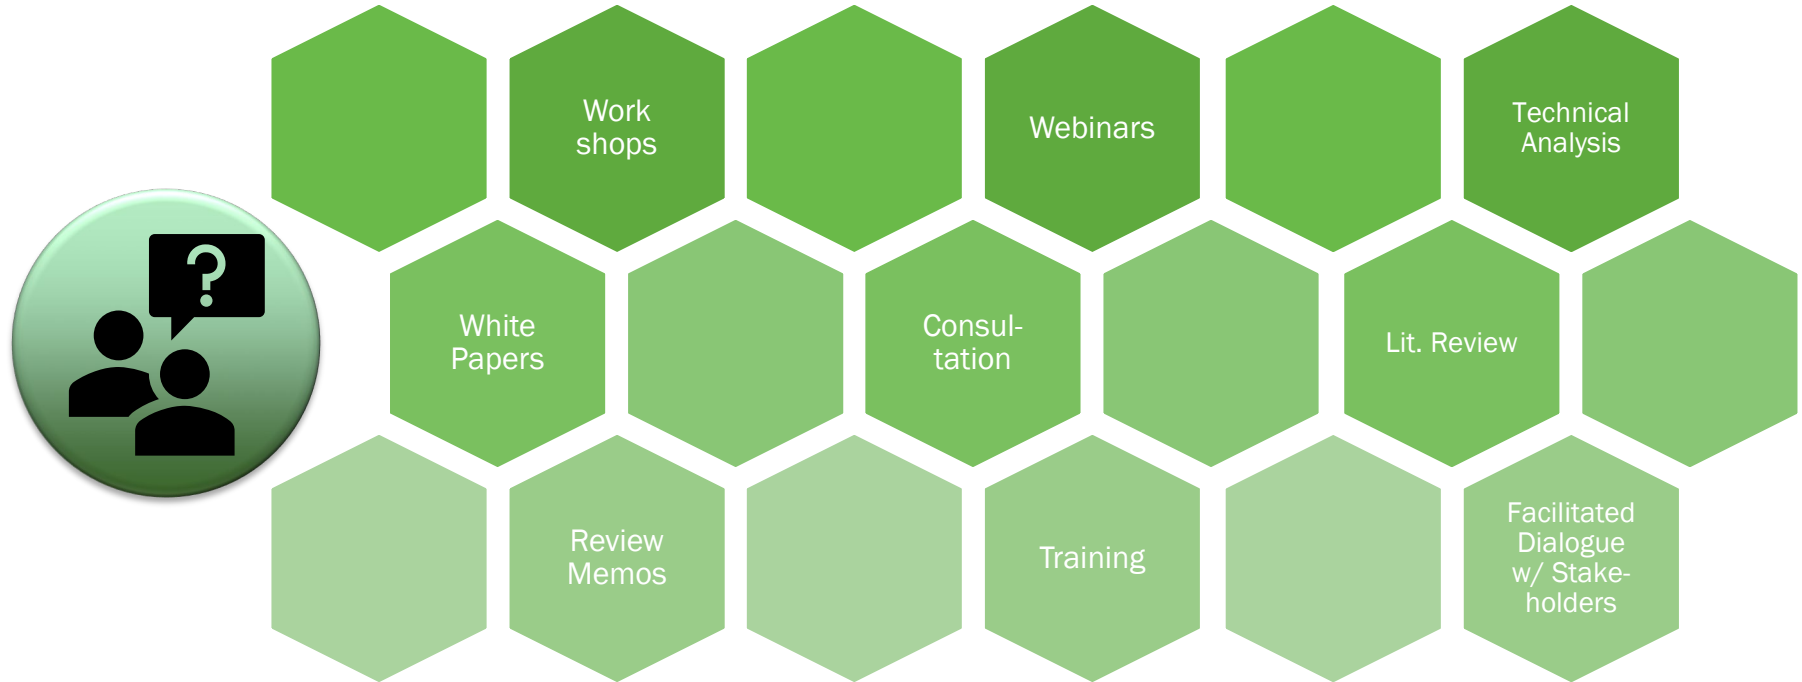 Work
shops
Webinars
Technical
Analysis
?
White
Papers
Consul-
tation
Lit. Review
Review
Memos
Training
Facilitated
Dialogue
w/ Stake-
holders